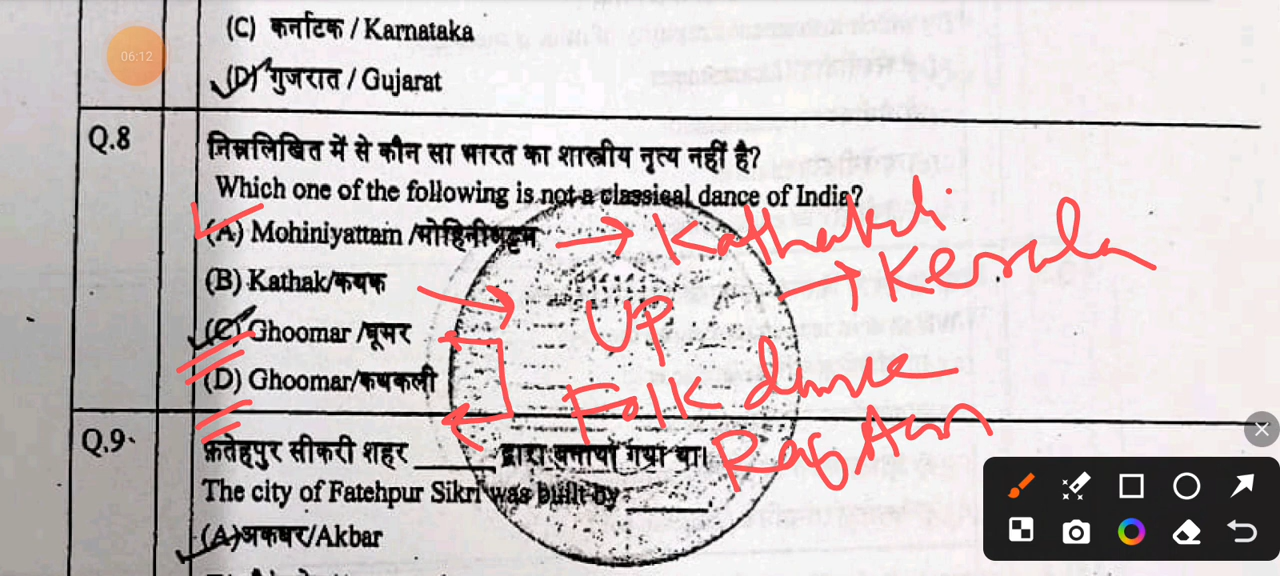 (C) कर्नाटक / Karnataka
06:12
(D) गुजरात / Gujarat
Q.8
निम्नलिखित में से कौन सा भारत का शास्त्रीय नृत्य नहीं है?
Which one of the following is not a classical dance of India?
(A) Mohiniyattam /मोहिनीअट्टम → Kathakali
(B) Kathak/कथक → UP → Kerala
(C) Ghoomar /घूमर
(D) Ghoomar/कथकली Folk dance
Q.9
फ़तेहपुर सीकरी शहर ______ द्वारा बनाया गया था।
The city of Fatehpur Sikri was built by ______
(A) अकबर/Akbar